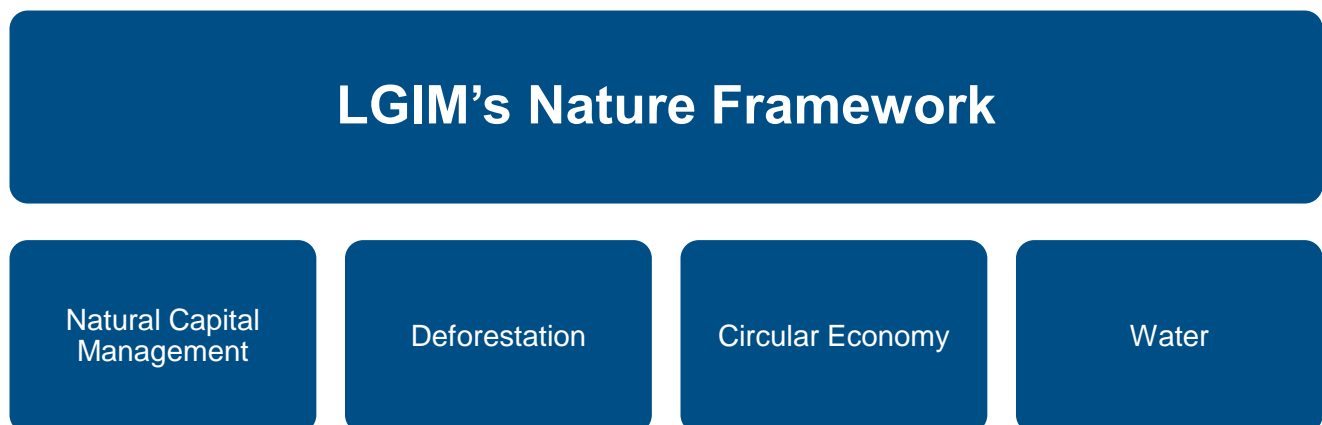 LGIM’s Nature Framework
Natural Capital
Management
Deforestation
Circular Economy
Water